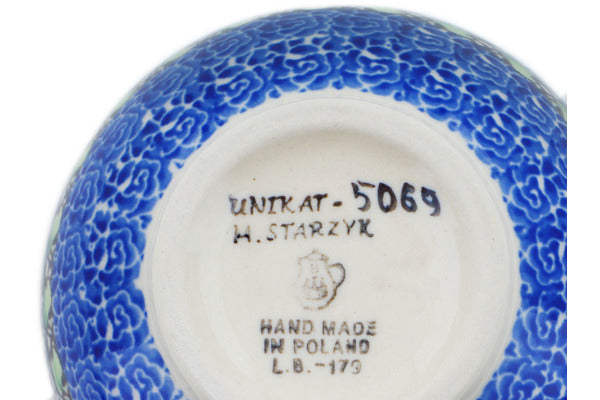 UNIKAT - 5069
M. STARZYK
HAND MADE
IN POLAND
L.B.-179